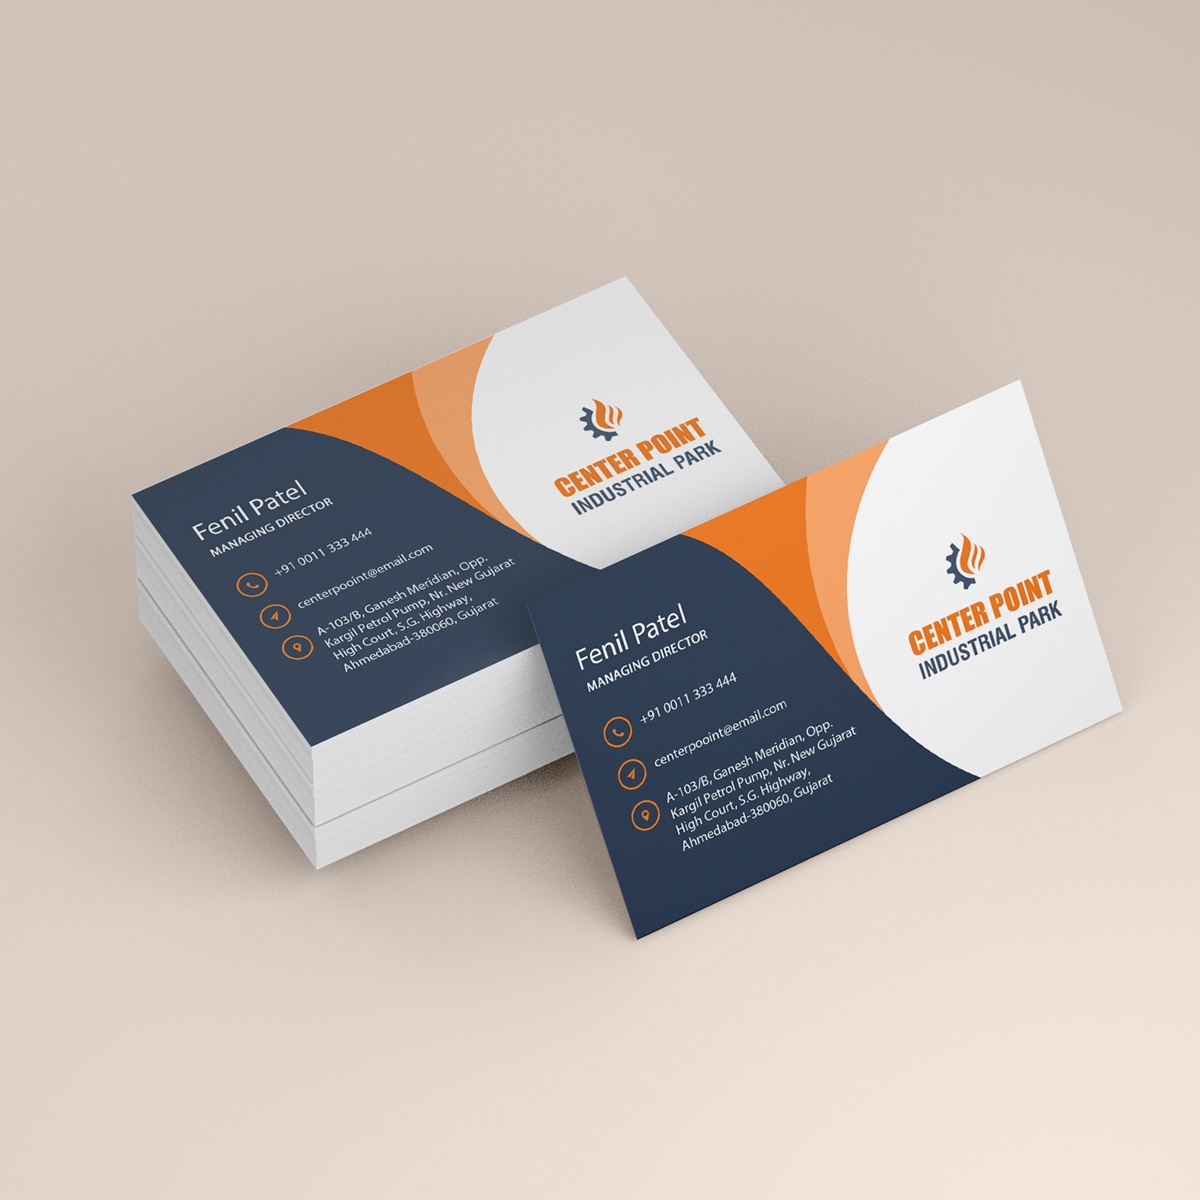 Fenil Patel
MANAGING DIRECTOR
+91 0011 333 444
centerpooint@email.com
A-103/B, Ganesh Meridian, Opp.
Kargil Petrol Pump, Nr. New Gujarat
High Court, S.G. Highway,
Ahmedabad-380060, Gujarat
CENTER POINT
INDUSTRIAL PARK
Fenil Patel
MANAGING DIRECTOR
+91 0011 333 444
centerpooint@email.com
A-103/B, Ganesh Meridian, Opp.
Kargil Petrol Pump, Nr. New Gujarat
High Court, S.G. Highway,
Ahmedabad-380060, Gujarat
CENTER POINT
INDUSTRIAL PARK